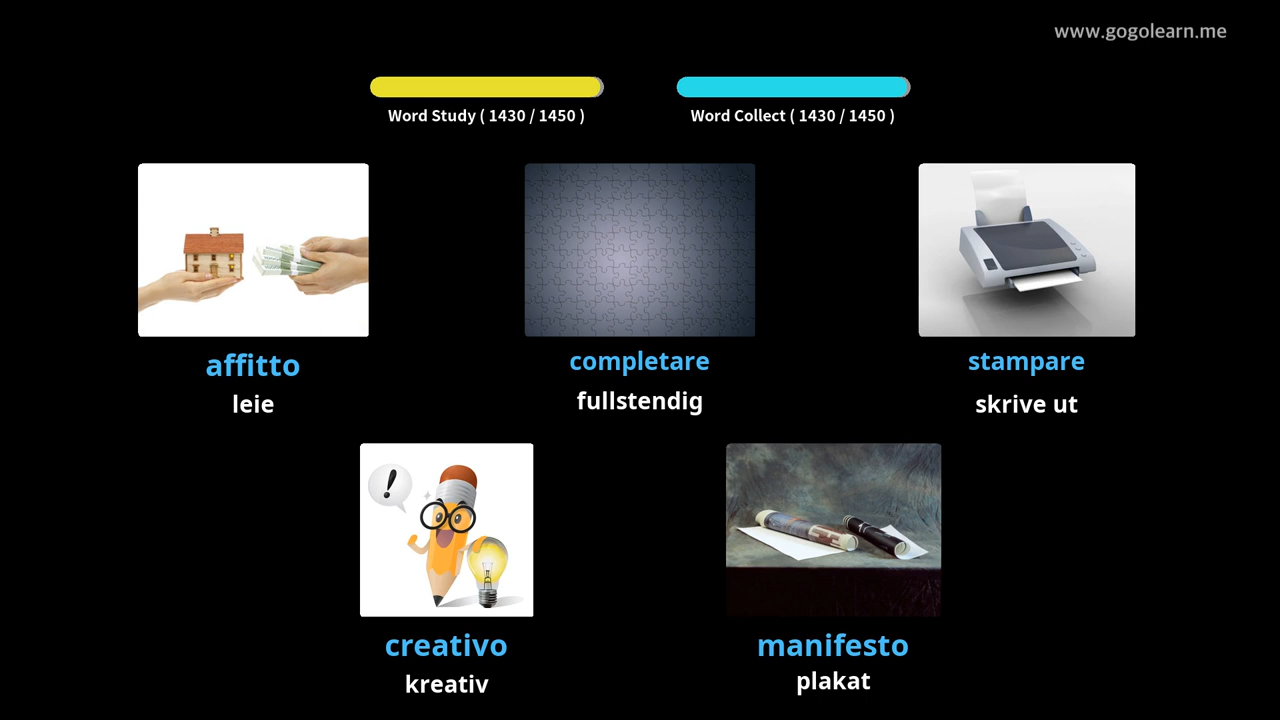 www.gogolearn.me
Word Study ( 1430 / 1450 )
Word Collect ( 1430 / 1450 )
affitto
leie
completare
fullstendig
stampare
skrive ut
!
creativo
kreativ
manifesto
plakat